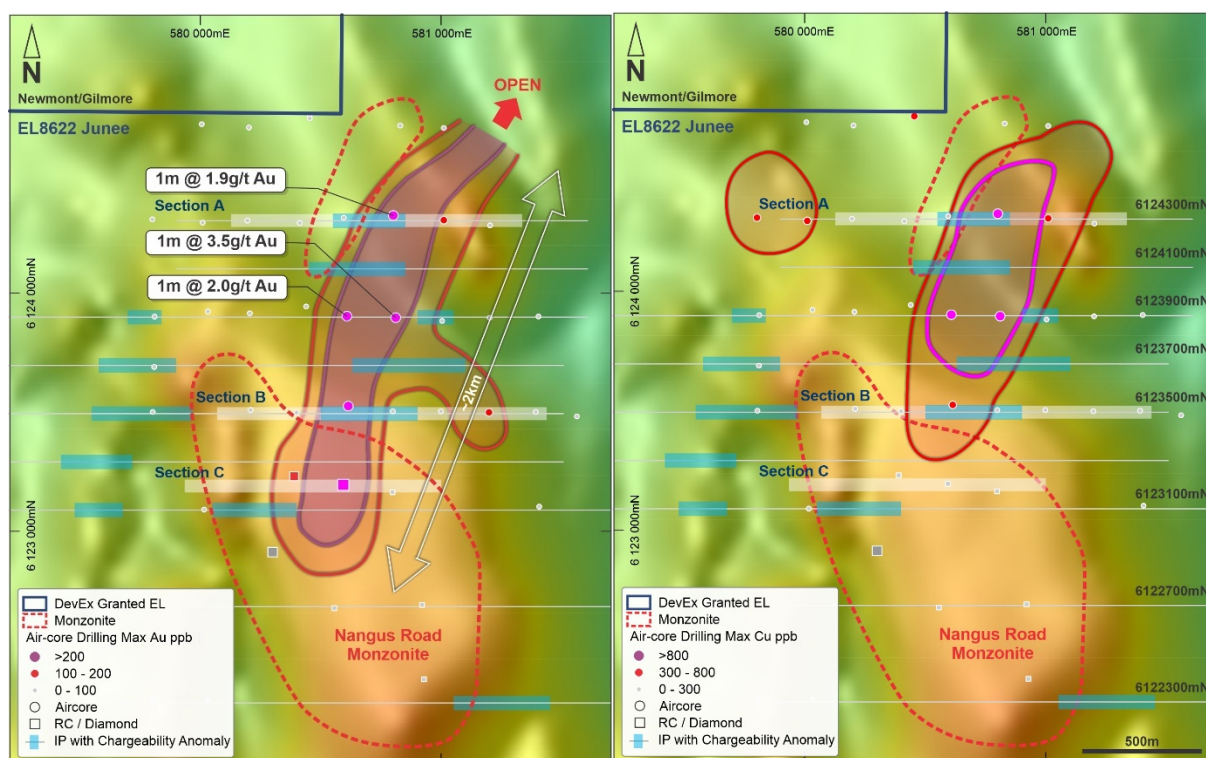 580 000mE
581 000mE
N
Newmont/Gilmore
EL8622 Junee
OPEN
1m @ 1.9g/t Au
Section A
1m @ 3.5g/t Au
1m @ 2.0g/t Au
6 124 000mN
~2km
Section B
Section C
6 123 000mN
Nangus Road
Monzonite
DevEx Granted EL
Monzonite
Air-core Drilling Max Au ppb
>200
100 - 200
0 - 100
Aircore
RC / Diamond
IP with Chargeability Anomaly
580 000mE
581 000mE
N
Newmont/Gilmore
EL8622 Junee
Section A
6124300mN
6124100mN
6 124 000mN
6123900mN
6123700mN
Section B
6123500mN
Section C
6123100mN
6 123 000mN
6122700mN
Nangus Road
Monzonite
6122300mN
DevEx Granted EL
Monzonite
Air-core Drilling Max Cu ppb
>800
300 - 800
0 - 300
Aircore
RC / Diamond
IP with Chargeability Anomaly
500m